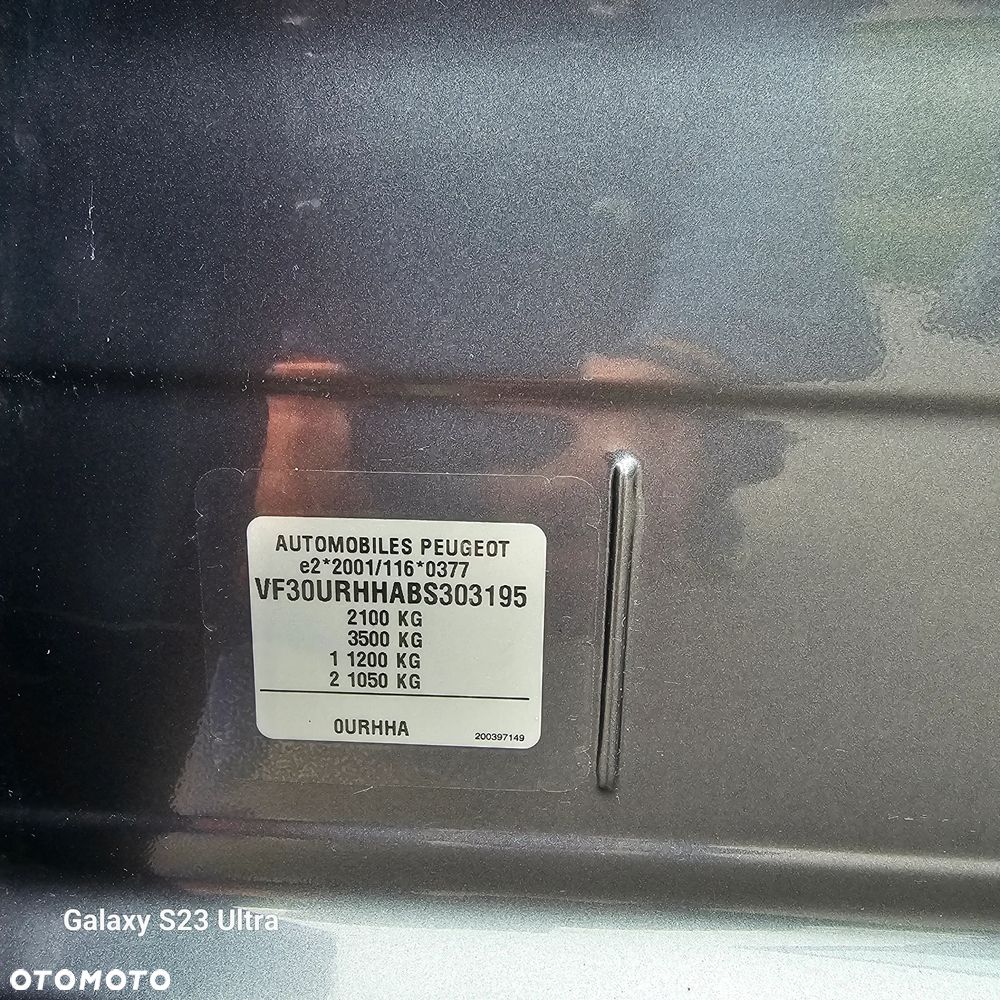 AUTOMOBILES PEUGEOT
e2*2001/116*0377
VF30URHHABS303195
2100 KG
3500 KG
1 1200 KG
2 1050 KG
0URHHA
200397149
Galaxy S23 Ultra
OTOMOTO